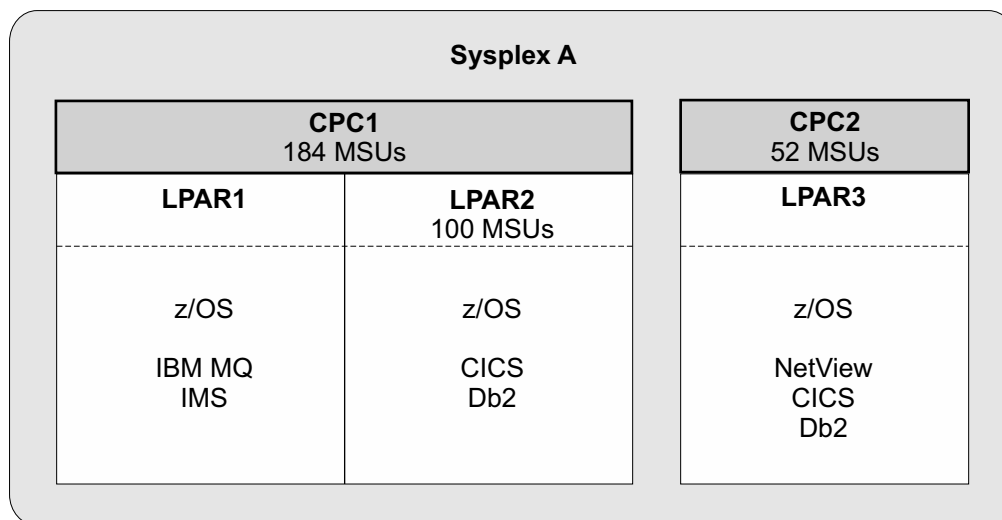 Sysplex A
CPC1
184 MSUs
CPC2
52 MSUs
LPAR1
LPAR2
100 MSUs
LPAR3
z/OS
IBM MQ
IMS
z/OS
CICS
Db2
z/OS
NetView
CICS
Db2